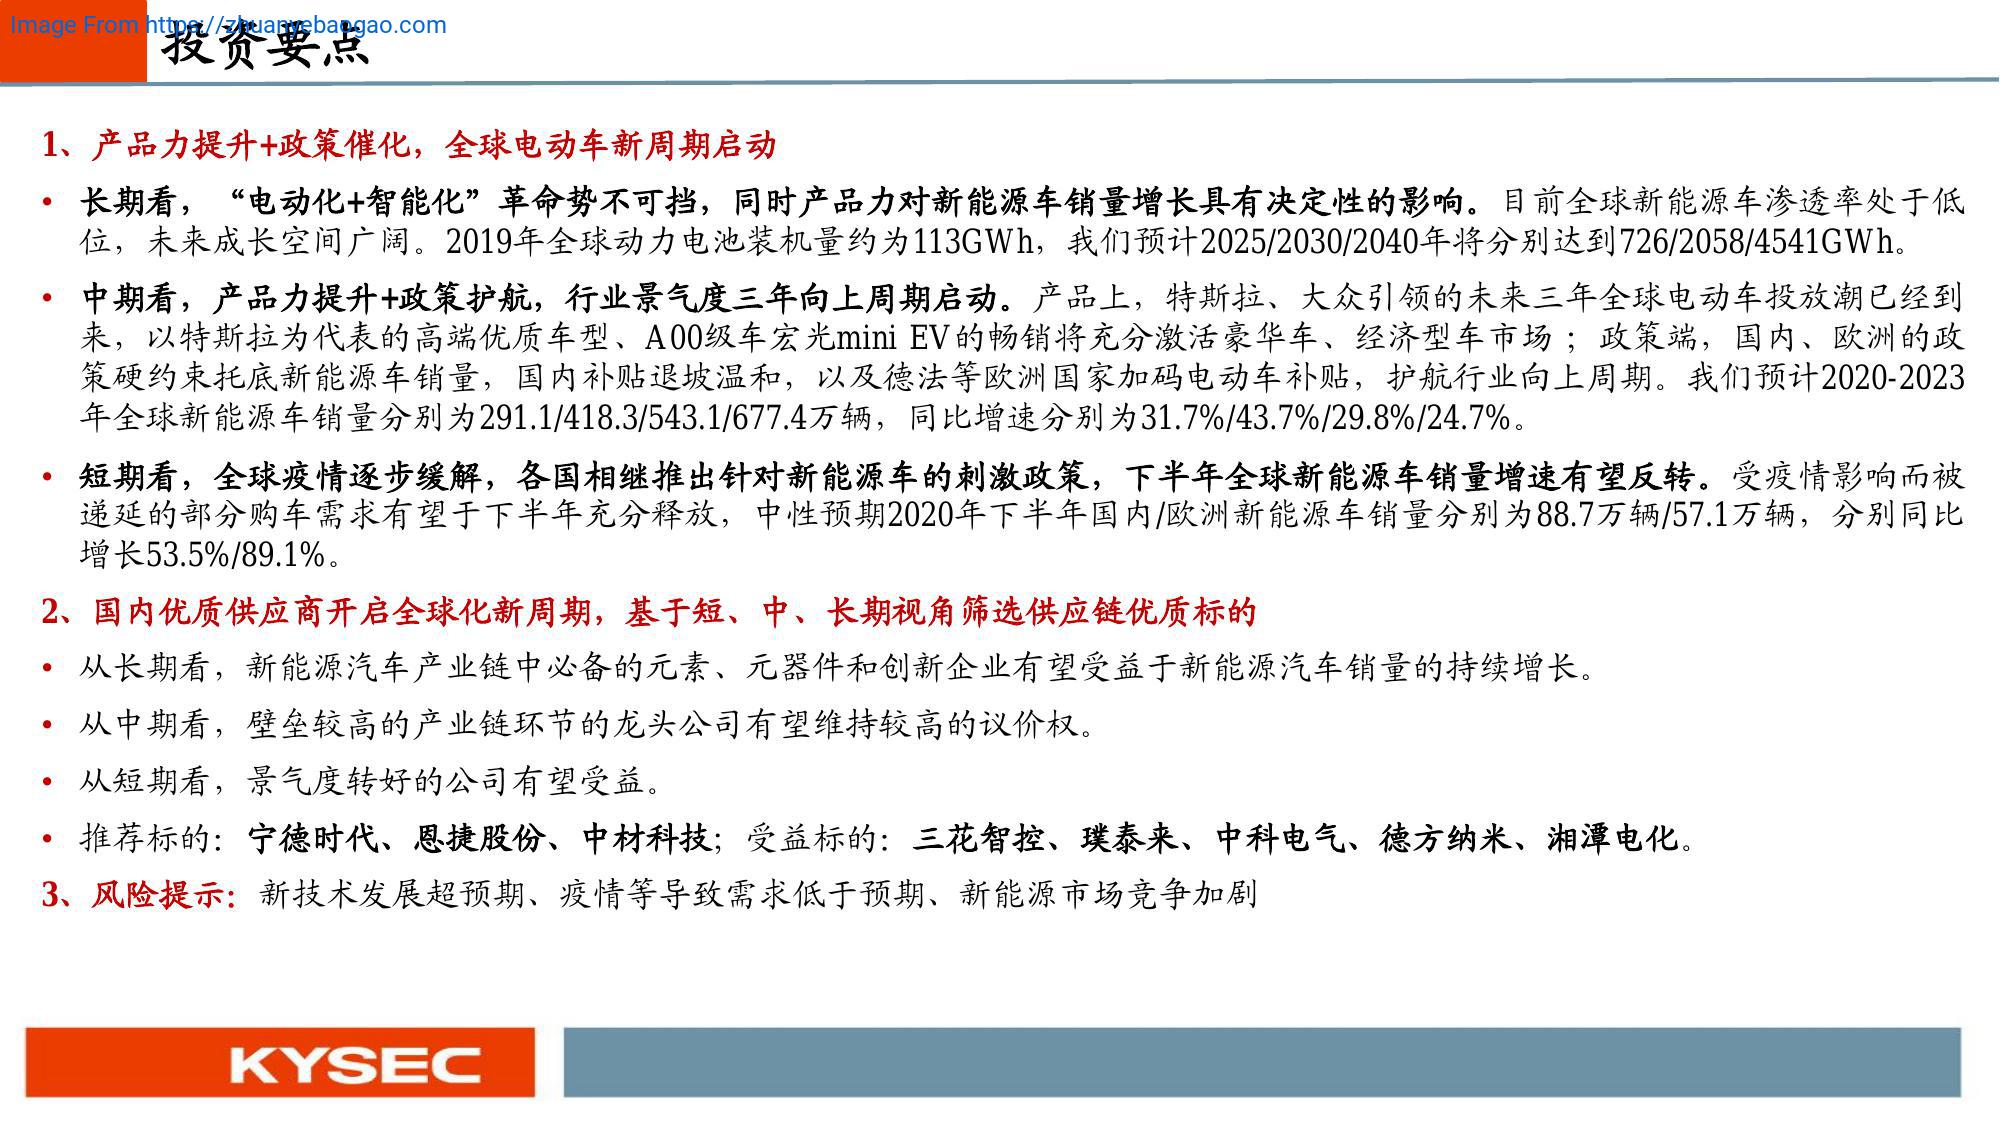 Image From https://zhuanyebaogao.com
投资要点
1、产品力提升+政策催化，全球电动车新周期启动
• 长期看，“电动化+智能化”革命势不可挡，同时产品力对新能源车销量增长具有决定性的影响。目前全球新能源车渗透率处于低
位，未来成长空间广阔。2019年全球动力电池装机量约为113GWh，我们预计2025/2030/2040年将分别达到726/2058/4541GWh。
• 中期看，产品力提升+政策护航，行业景气度三年向上周期启动。产品上，特斯拉、大众引领的未来三年全球电动车投放潮已经到
来，以特斯拉为代表的高端优质车型、A00级车宏光mini EV的畅销将充分激活豪华车、经济型车市场；政策端，国内、欧洲的政
策硬约束托底新能源车销量，国内补贴退坡温和，以及德法等欧洲国家加码电动车补贴，护航行业向上周期。我们预计2020-2023
年全球新能源车销量分别为291.1/418.3/543.1/677.4万辆，同比增速分别为31.7%/43.7%/29.8%/24.7%。
• 短期看，全球疫情逐步缓解，各国相继推出针对新能源车的刺激政策，下半年全球新能源车销量增速有望反转。受疫情影响而被
递延的部分购车需求有望于下半年充分释放，中性预期2020年下半年国内/欧洲新能源车销量分别为88.7万辆/57.1万辆，分别同比
增长53.5%/89.1%。
2、国内优质供应商开启全球化新周期，基于短、中、长期视角筛选供应链优质标的
• 从长期看，新能源汽车产业链中必备的元素、元器件和创新企业有望受益于新能源汽车销量的持续增长。
• 从中期看，壁垒较高的产业链环节的龙头公司有望维持较高的议价权。
• 从短期看，景气度转好的公司有望受益。
• 推荐标的：宁德时代、恩捷股份、中材科技；受益标的：三花智控、璞泰来、中科电气、德方纳米、湘潭电化。
3、风险提示：新技术发展超预期、疫情等导致需求低于预期、新能源市场竞争加剧
KYSEC